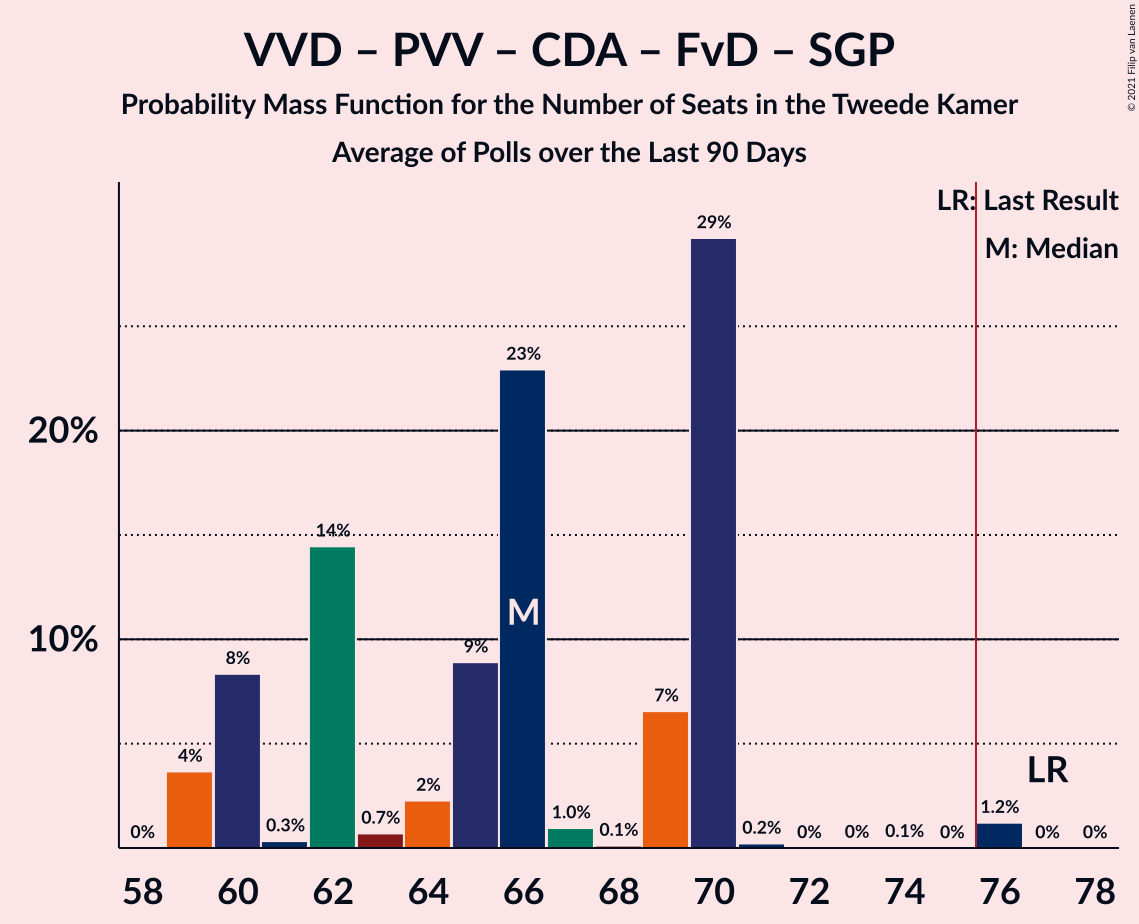 VVD – PVV – CDA – FvD – SGP
Probability Mass Function for the Number of Seats in the Tweede Kamer
Average of Polls over the Last 90 Days
© 2021 Filip van Laenen
LR: Last Result
M: Median
20%
10%
0%
4%
8%
0.3%
14%
0.7%
2%
9%
23%
1.0%
0.1%
7%
29%
0.2%
0%
0%
0.1%
0%
1.2%
0%
0%
M
LR
58 60 62 64 66 68 70 72 74 76 78